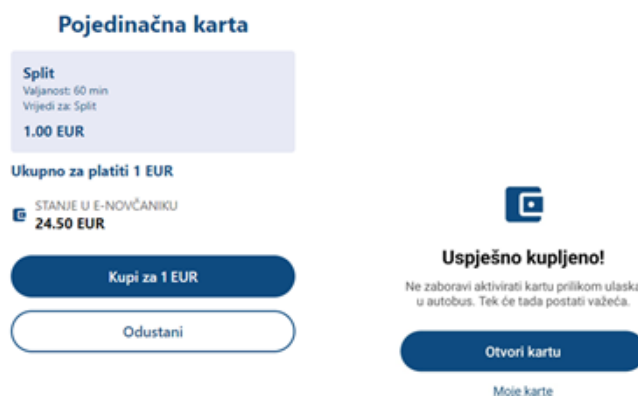 Pojedinačna karta
Split
Valjanost: 60 min
Vrijedi za: Split
1.00 EUR
Ukupno za platiti 1 EUR
STANJE U E-NOVČANIKU
24.50 EUR
Kupi za 1 EUR
Odustani
Uspješno kupljeno!
Ne zaboravi aktivirati kartu prilikom ulaska
u autobus. Tek će tada postati važeća.
Otvori kartu
Moje karte